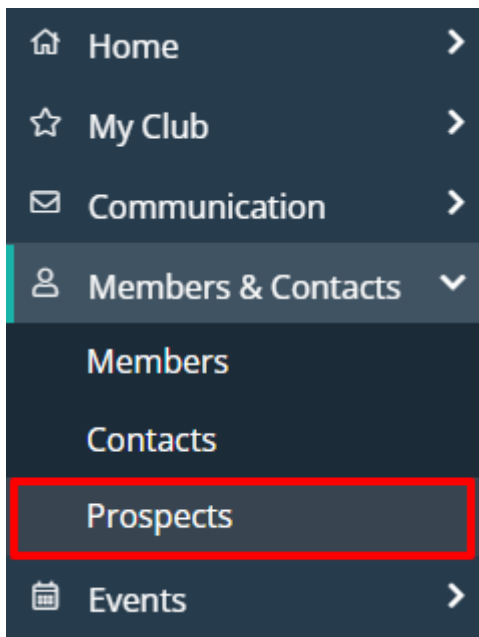 Home
My Club
Communication
Members & Contacts
Members
Contacts
Prospects
Events